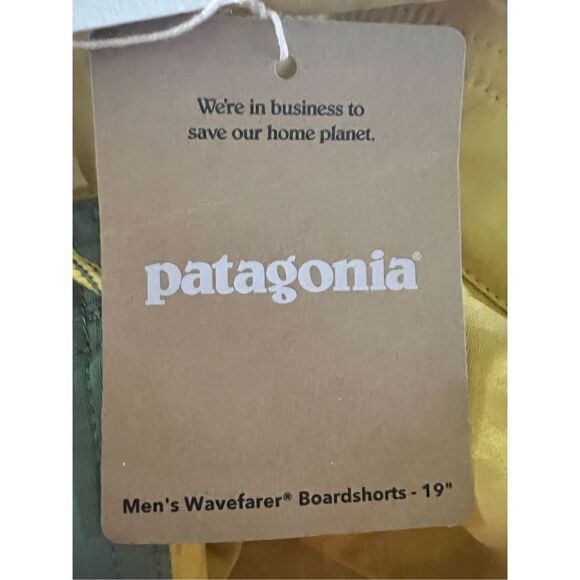 We're in business to
save our home planet.
patagonia®
Men's Wavefarer® Boardshorts - 19"